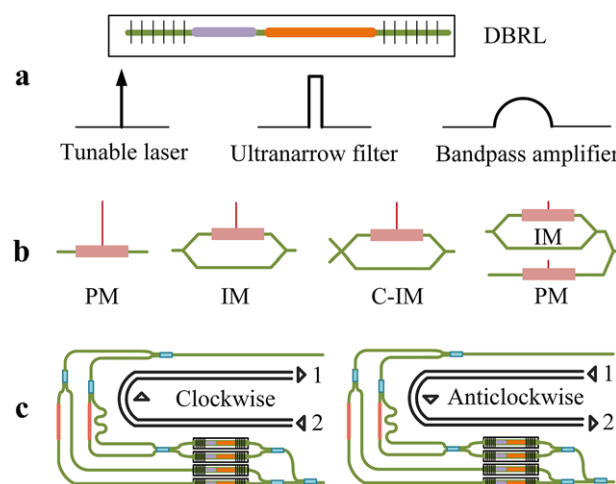 DBRL
a
Tunable laser
Ultranarrow filter
Bandpass amplifier
b
IM
PM
IM
C-IM
PM
c
Clockwise
1
2
Anticlockwise
1
2